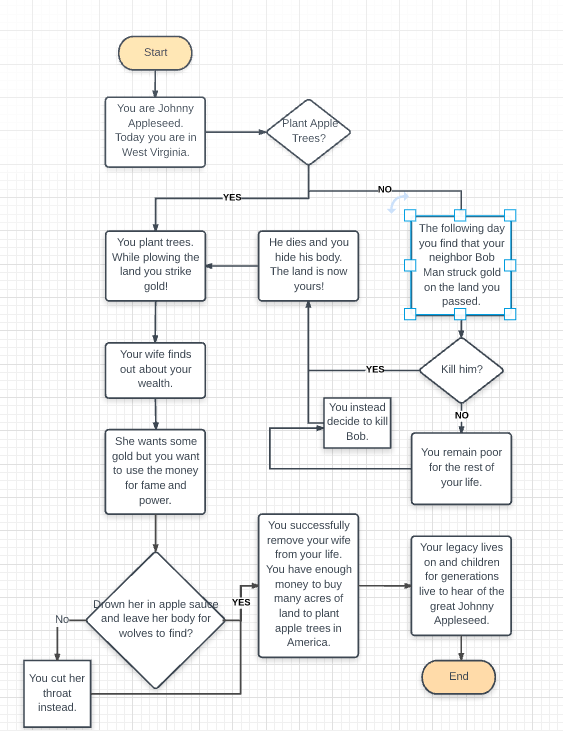 Start
You are Johnny
Appleseed.
Today you are in
West Virginia.
Plant Apple
Trees?
YES
NO
You plant trees.
While plowing the
land you strike
gold!
He dies and you
hide his body.
The land is now
yours!
The following day
you find that your
neighbor Bob
Man struck gold
on the land you
passed.
Your wife finds
out about your
wealth.
YES
Kill him?
NO
You instead
decide to kill
Bob.
She wants some
gold but you want
to use the money
for fame and
power.
You remain poor
for the rest of
your life.
Drown her in apple sauce
and leave her body for
wolves to find?
No
YES
You successfully
remove your wife
from your life.
You have enough
money to buy
many acres of
land to plant
apple trees in
America.
Your legacy lives
on and children
for generations
live to hear of the
great Johnny
Appleseed.
You cut her
throat
instead.
End